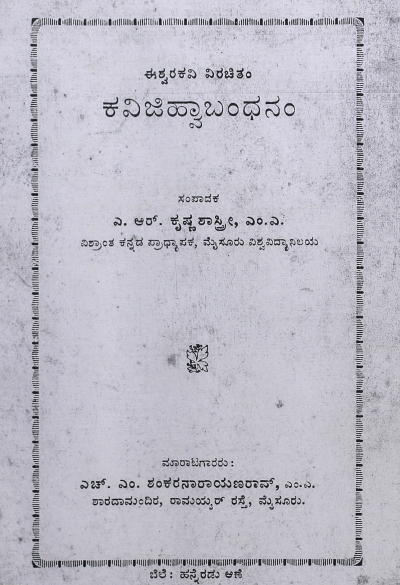 ಈಶ್ವರಕವಿ ವಿರಚಿತಂ
ಕವಿಜಿಹ್ವಾಬಂಧನಂ
ಸಂಪಾದಕ
ಎ. ಆರ್. ಕೃಷ್ಣಶಾಸ್ತ್ರೀ, ಎಂ.ಎ.
ವಿಶ್ರಾಂತ ಕನ್ನಡ ಪ್ರಾಧ್ಯಾಪಕ, ಮೈಸೂರು ವಿಶ್ವವಿದ್ಯಾನಿಲಯ
ಮಾರಾಟಗಾರರು :
ಎಚ್. ಎಂ. ಶಂಕರನಾರಾಯಣರಾವ್, ಎಂ.ಎ.
ಶಾರದಾಮಂದಿರ, ರಾಮಯ್ಯರ್ ರಸ್ತೆ, ಮೈಸೂರು.
ಬೆಲೆ : ಹನ್ನೆರಡು ಆಣೆ